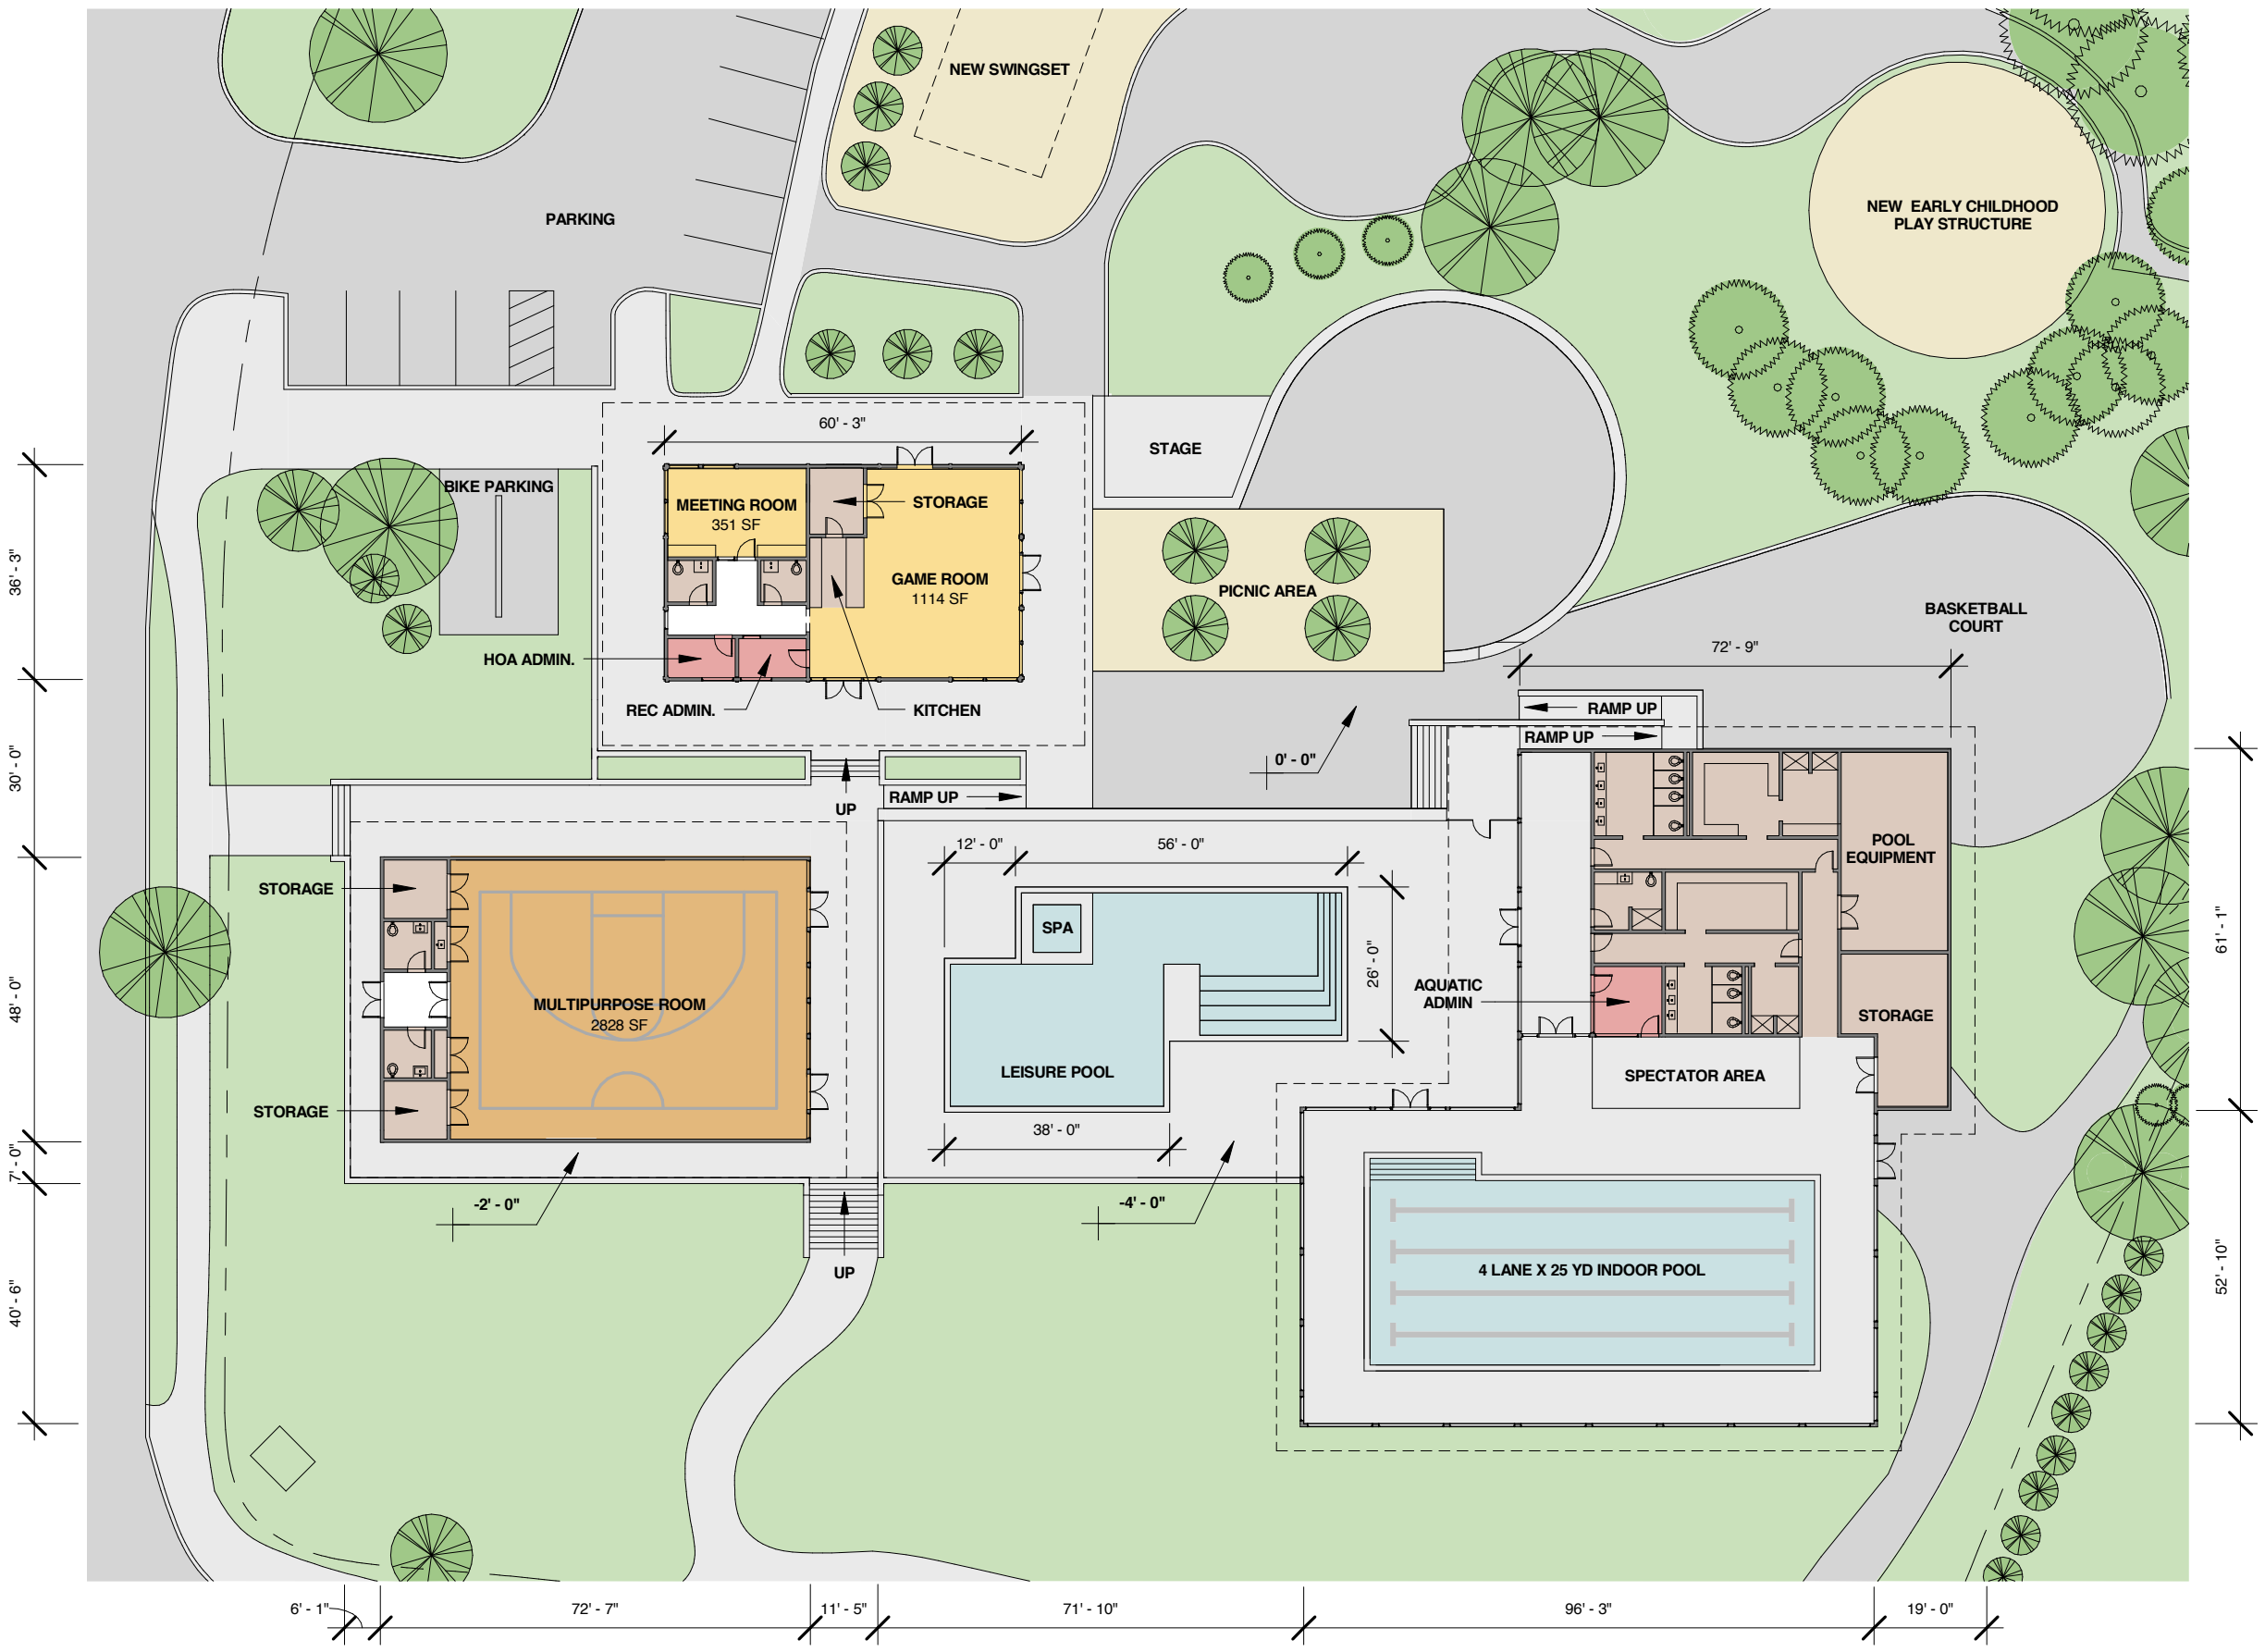 NEW SWINGSET
PARKING
NEW EARLY CHILDHOOD
PLAY STRUCTURE
60' - 3"
STAGE
BIKE PARKING
MEETING ROOM
351 SF
STORAGE
36' - 3"
GAME ROOM
1114 SF
PICNIC AREA
BASKETBALL
COURT
HOA ADMIN.
72' - 9"
REC ADMIN.
KITCHEN
RAMP UP
RAMP UP
0' - 0"
30' - 0"
UP
RAMP UP
12' - 0"
56' - 0"
POOL
EQUIPMENT
STORAGE
SPA
61' - 1"
26' - 0"
48' - 0"
MULTIPURPOSE ROOM
2828 SF
AQUATIC
ADMIN
STORAGE
LEISURE POOL
SPECTATOR AREA
STORAGE
38' - 0"
7' - 0"
-2' - 0"
-4' - 0"
UP
4 LANE X 25 YD INDOOR POOL
52' - 10"
40' - 6"
6' - 1"
72' - 7"
11' - 5"
71' - 10"
96' - 3"
19' - 0"